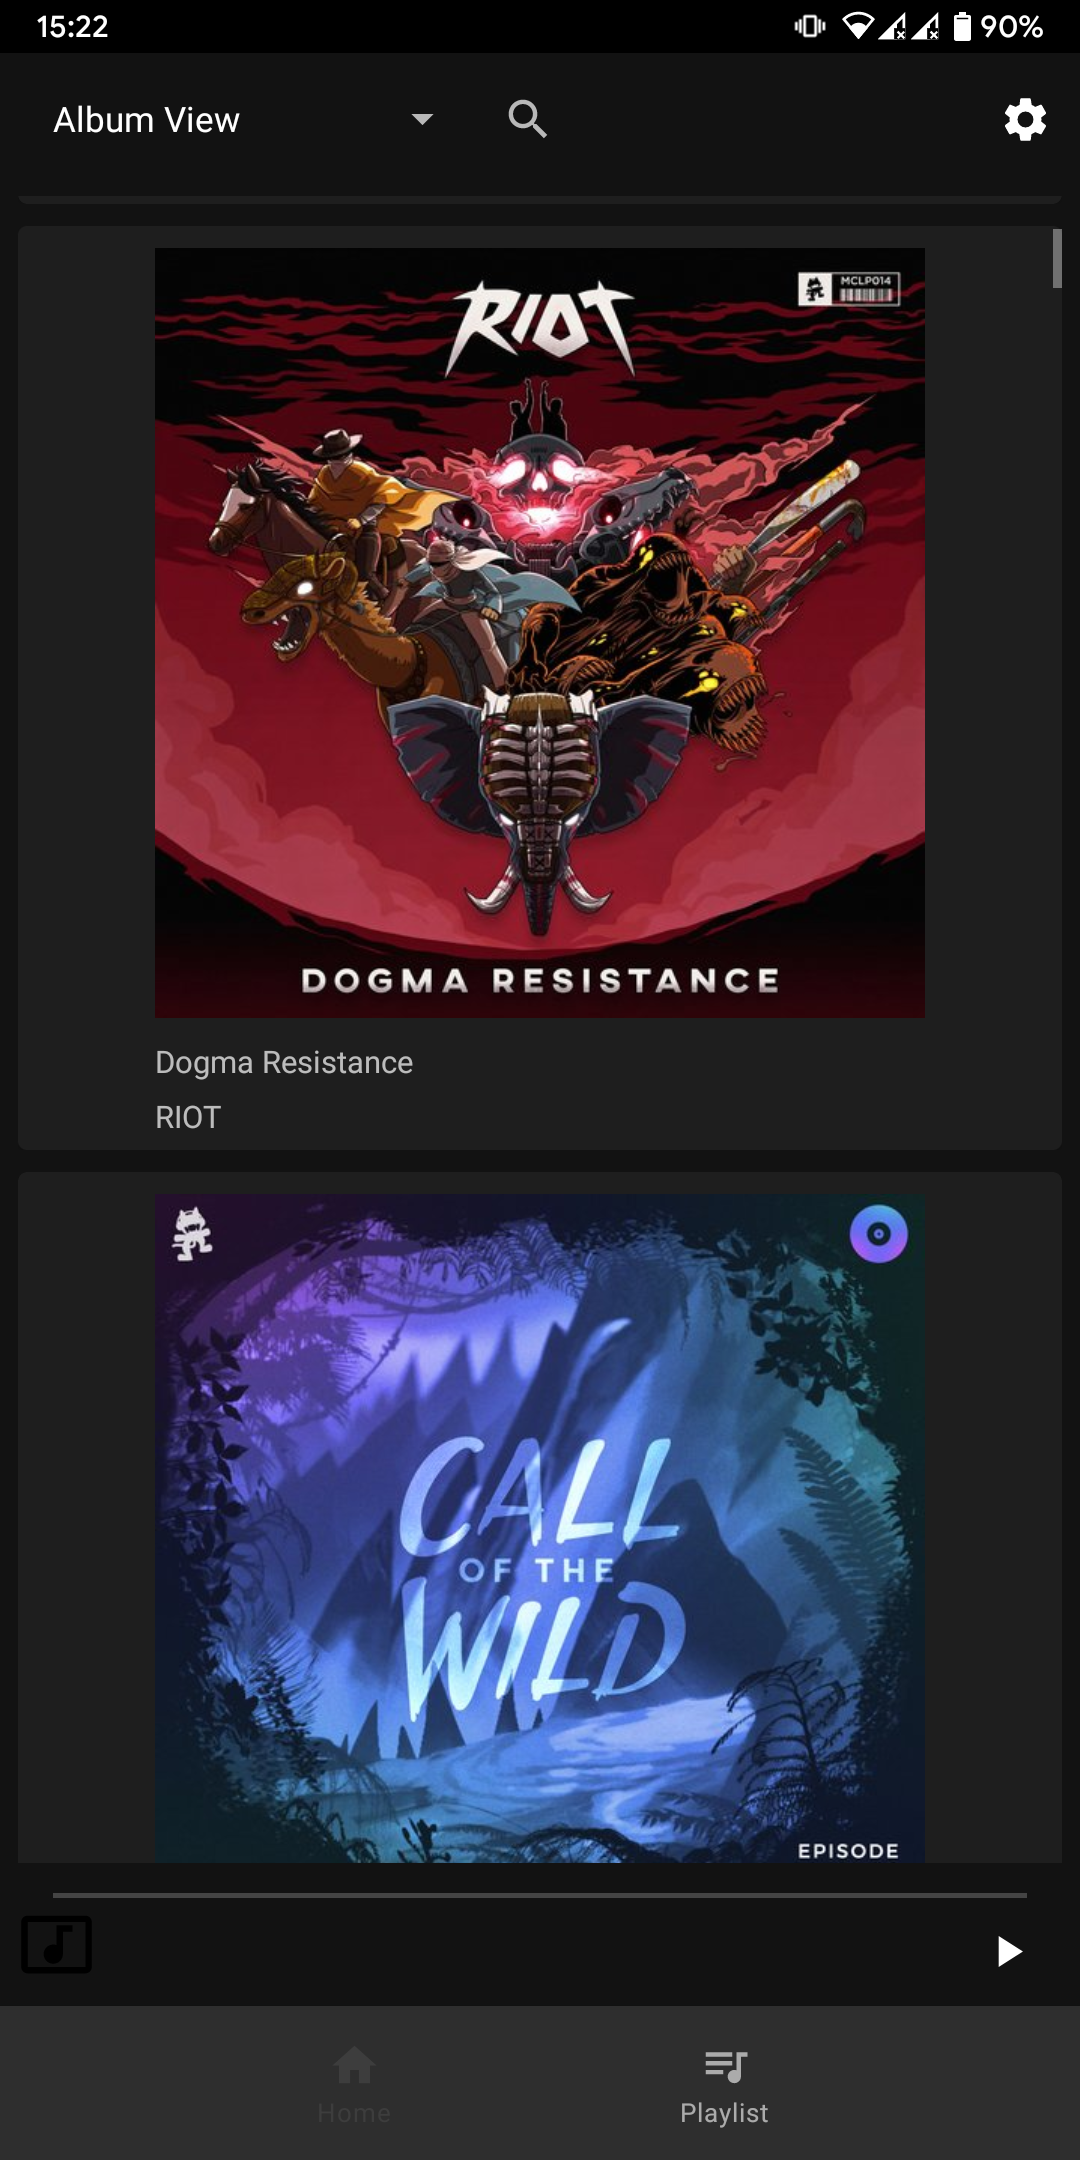 15:22
90%
Album View
RIOT
MCLP014
DOGMA RESISTANCE
Dogma Resistance
RIOT
CALL
OF THE
WILD
EPISODE
Home
Playlist